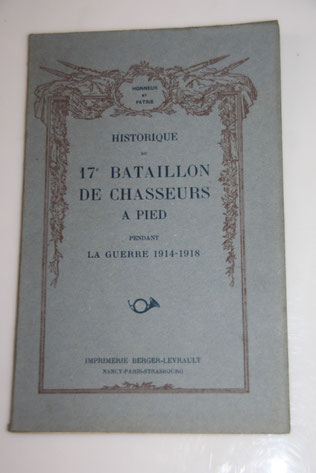 HONNEUR
ET
PATRIE
HISTORIQUE
DU
17e BATAILLON
DE CHASSEURS
A PIED
PENDANT
LA GUERRE 1914-1918
IMPRIMERIE BERGER-LEVRAULT
NANCY-PARIS-STRASBOURG